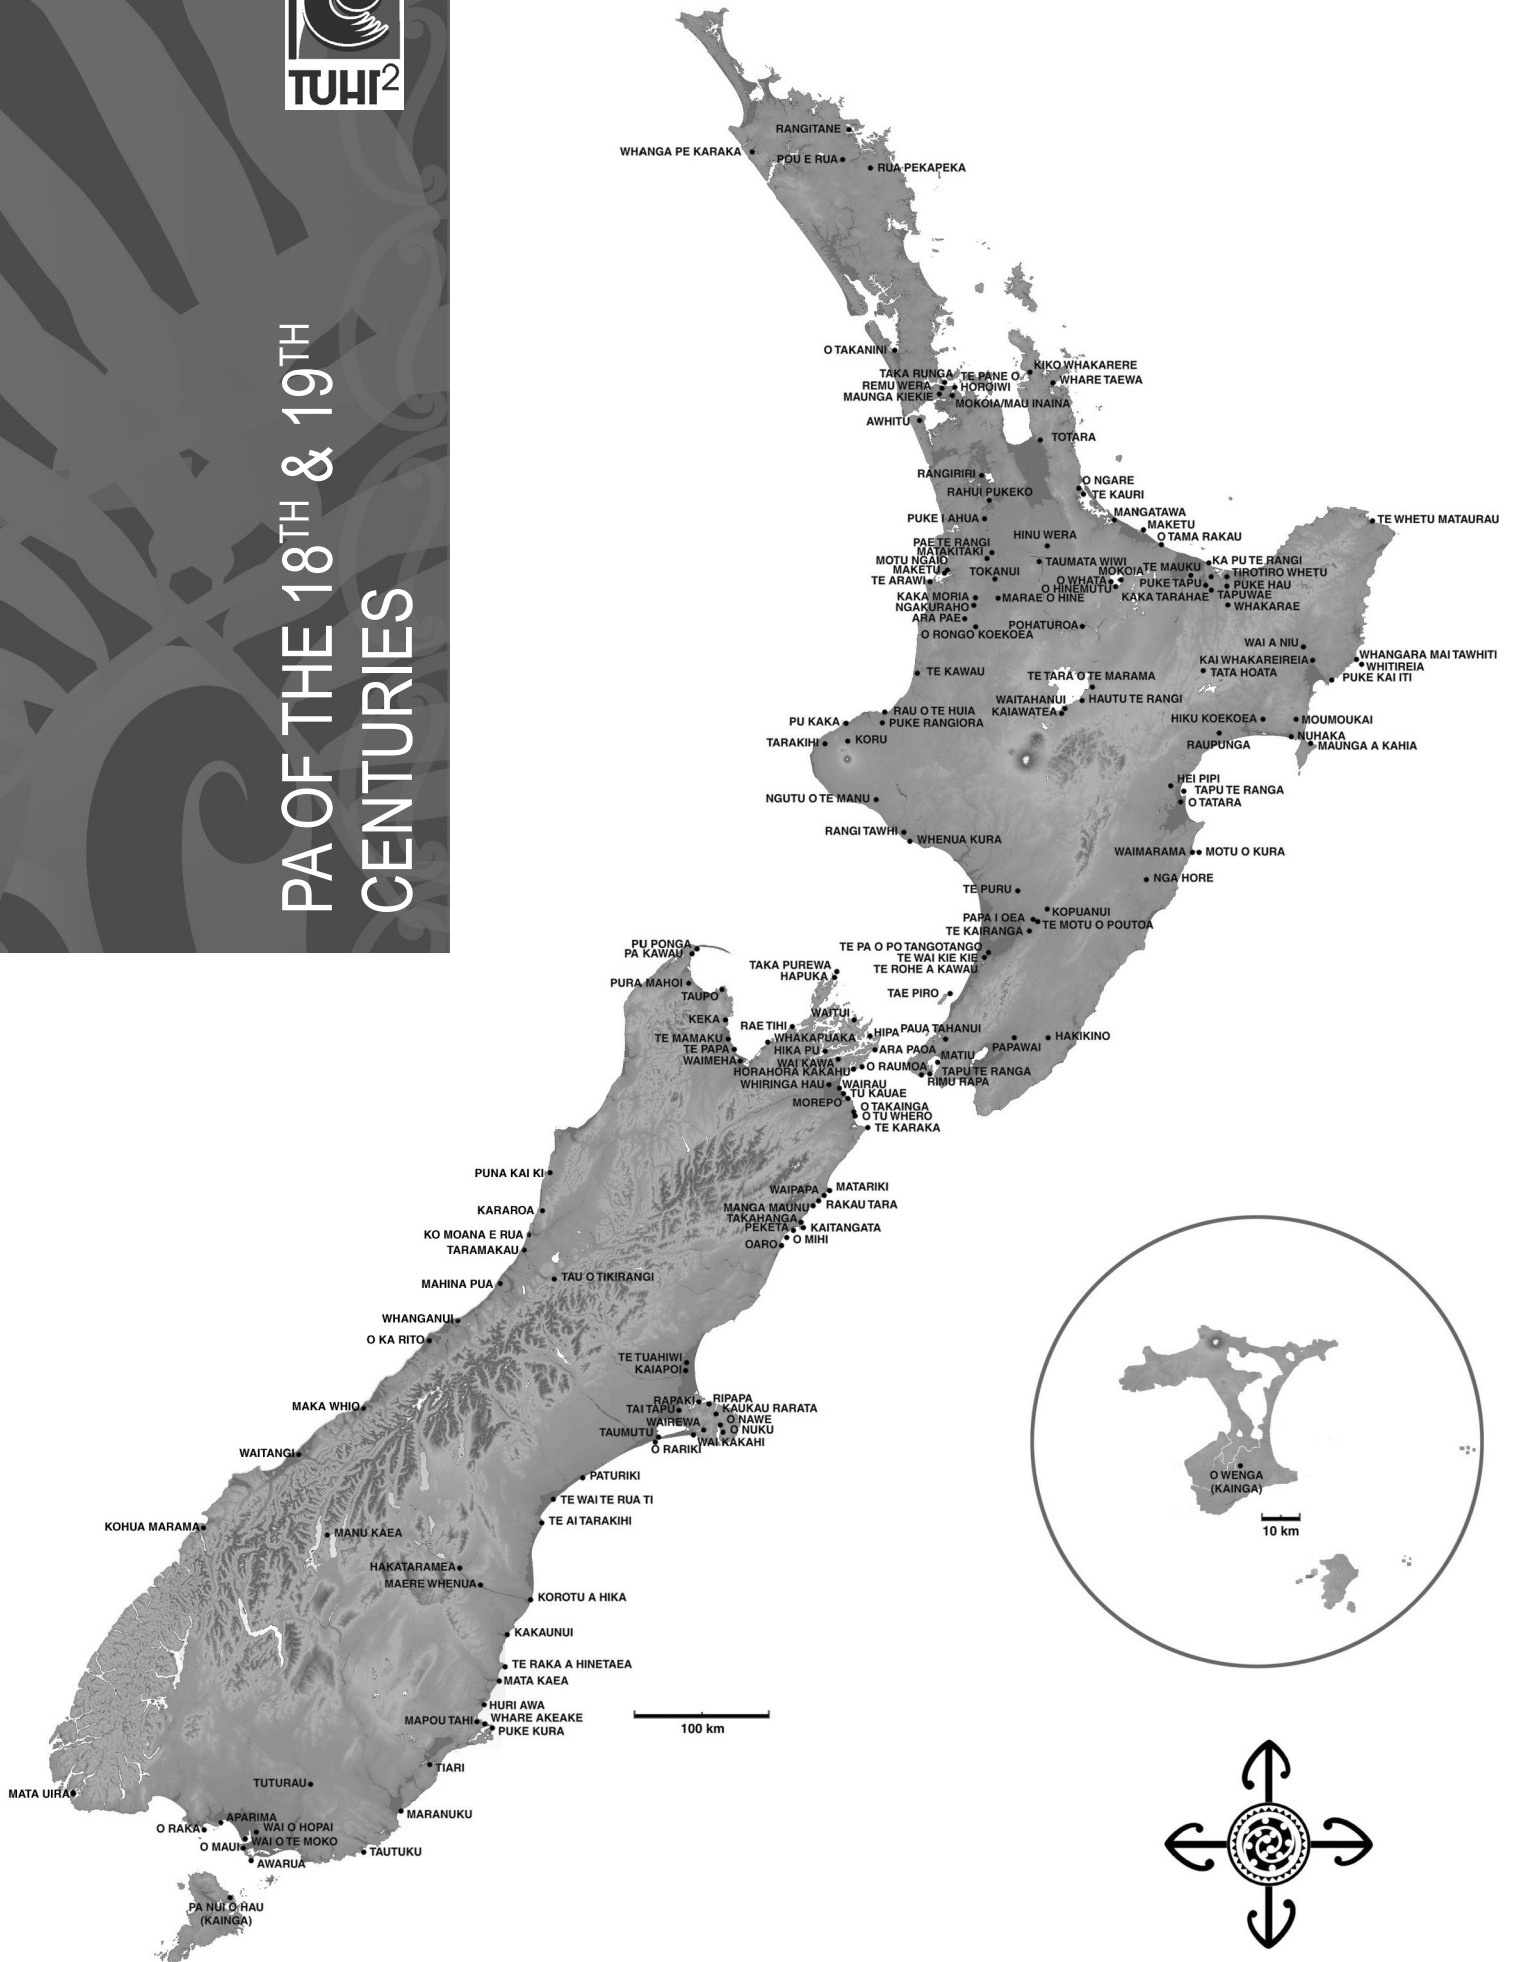 TUHI²
PA OF THE 18TH & 19TH
CENTURIES
RANGITANE
WHANGA PE KARAKA
POU E RUA
RUA PEKAPEKA
O TAKANINI
KIKO WHAKARERE
TAKA RUNGA
TE PANE O
HOROIWI
WHARE TAEWA
REMU WERA
MAUNGA KIEKIE
MOKOIA/MAU INAINA
AWHITU
TOTARA
RANGIRIRI
O NGARE
RAHUI PUKEKO
TE KAURI
MANGATAWA
PUKE I AHUA
TE WHETU MATAURAU
MAKETU
HINU WERA
O TAMA RAKAU
PAE TE RANGI
MATAKITAKI
MOTU NGAIO
TAUMATA WIWI
KA PU TE RANGI
MAKETU
TOKANUI
MOKOIA
TE MAUKU
TIROTIRO WHETU
TE ARAWI
O WHATA
PUKE TAPU
PUKE HAU
O HINEMUTU
KAKA MORIA
MARAE O HINE
KAKA TARAHAE
TAPUWAE
NGAKURAHO
WHAKARAE
ARA PAE
POHATUROA
O RONGO KOEKOEA
WAI A NIU
WHANGARA MAI TAWHITI
KAI WHAKAREIREIA
WHITIREIA
TE KAWAU
TE TARA O TE MARAMA
TATA HOATA
PUKE KAI ITI
WAITAHANUI
HAUTU TE RANGI
KAIAWATEA
RAU O TE HUIA
PU KAKA
PUKE RANGIORA
HIKU KOEKOEA
MOUMOUKAI
TARAKIHI
KORU
NUHAKA
RAUPUNGA
MAUNGA A KAHIA
HEI PIPI
TAPU TE RANGA
NGUTU O TE MANU
O TATARA
RANGI TAWHI
WHENUA KURA
WAIMARAMA
MOTU O KURA
NGA HORE
TE PURU
KOPUANUI
PAPA I OEA
TE MOTU O POUTOA
TE KAIRANGA
PU PONGA
TE PA O PO TANGOTANGO
PA KAWAU
TE WAI KIE KIE
TAKA PUREWA
TE ROHE A KAWAU
HAPUKA
PURA MAHOI
TAUPO
TAE PIRO
WAITUI
KEKA
RAE TIHI
HIPA
PAUA TAHANUI
TE MAMAKU
WHAKAPUAKA
HAKIKINO
TE PAPA
HIKA PU
ARA PAOA
PAPAWAI
WAIMEHA
WAI KAWA
MATIU
HORAHORA KAKAHU
O RAUMOA
TAPU TE RANGA
RIMU RAPA
WHIRINGA HAU
WAIRAU
TU KAUAE
MOREPO
O TAKAINGA
O TU WHERO
TE KARAKA
PUNA KAI KI
WAIPAPA
MATARIKI
MANGA MAUNU
RAKAU TARA
KARAROA
TAKAHANGA
PEKETA
KAITANGATA
KO MOANA E RUA
O MIHI
TARAMAKAU
OARO
MAHINA PUA
TAU O TIKIRANGI
WHANGANUI
O KA RITO
TE TUAHIWI
KAIAPOI
MAKA WHIO
RAPAKI
RIPAPA
TAI TAPU
KAUKAU RARATA
WAIREWA
O NAWE
TAUMUTU
O NUKU
WAI KAKAHI
O RARIKI
WAITANGI
PATURIKI
TE WAI TE RUA TI
KOHUA MARAMA
TE AI TARAKIHI
MANU KAEA
HAKATARAMEA
MAERE WHENUA
KOROTU A HIKA
KAKAUNUI
TE RAKA A HINETAEA
MATA KAEA
HURI AWA
MAPOU TAHI
WHARE AKEAKE
PUKE KURA
TIARI
TUTURAU
MATA UIRA
MARANUKU
APARIMA
O RAKA
WAI O HOPAI
O MAUI
WAI O TE MOKO
TAUTUKU
AWARUA
PA NUI O HAU
(KAINGA)
100 km
O WENGA
(KAINGA)
10 km